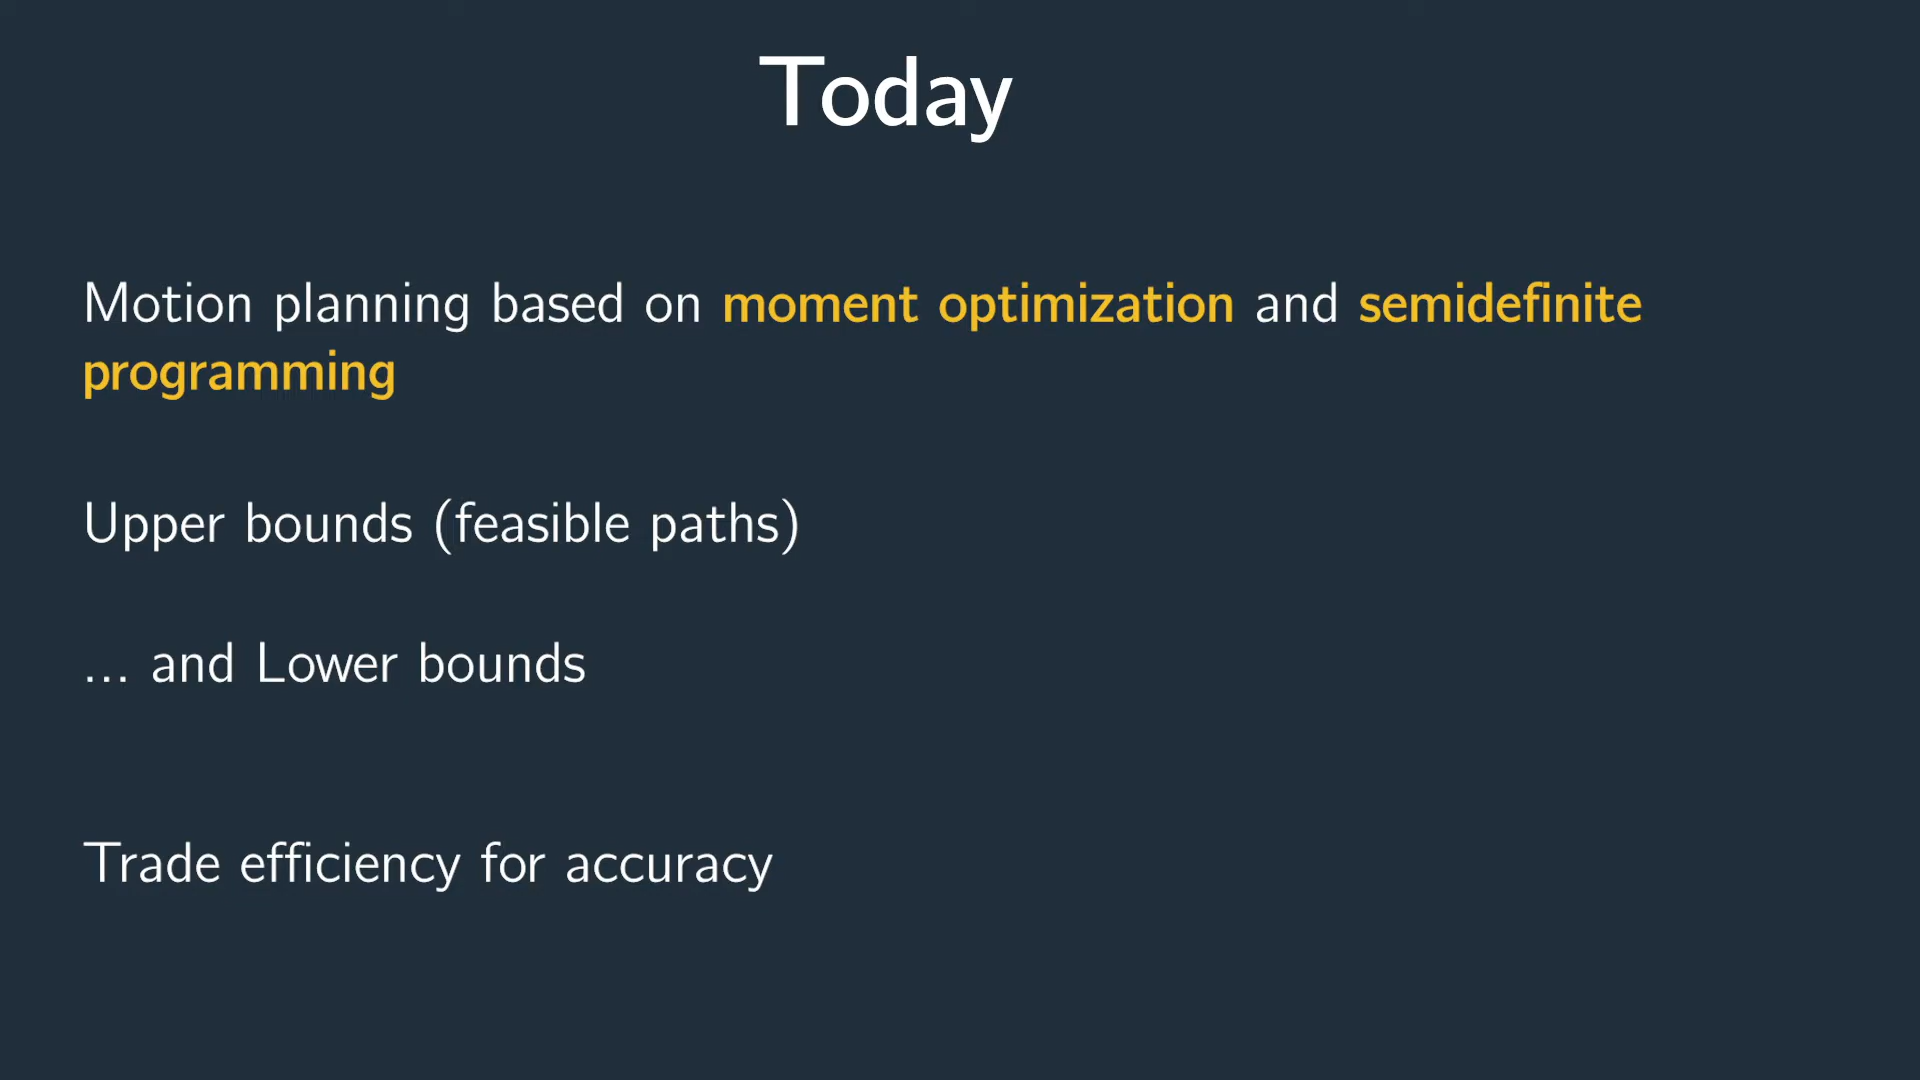 Today
Motion planning based on moment optimization and semidefinite
programming
Upper bounds (feasible paths)
... and Lower bounds
Trade efficiency for accuracy